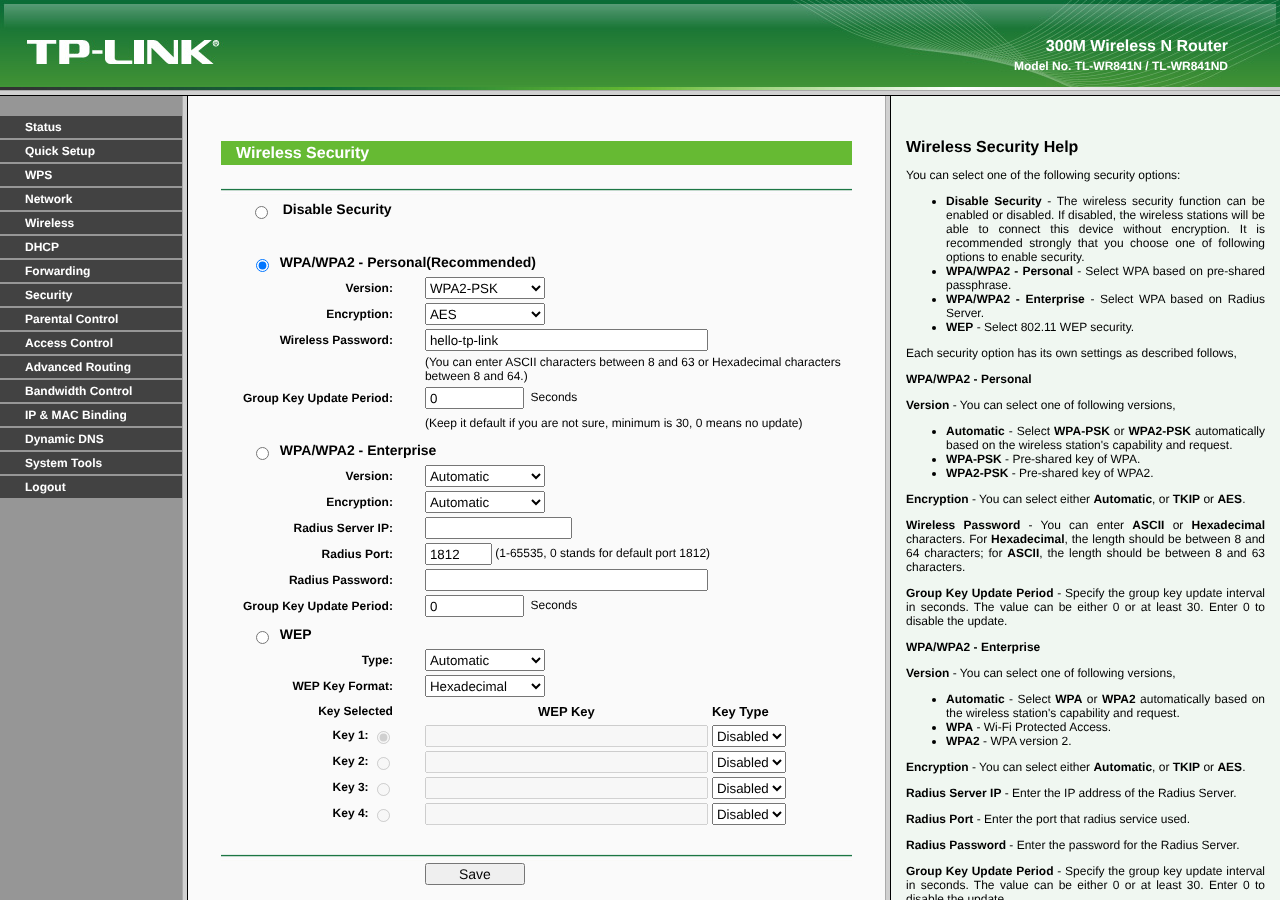 TP-LINK®
300M Wireless N Router
Model No. TL-WR841N / TL-WR841ND
Status
Quick Setup
WPS
Network
Wireless
DHCP
Forwarding
Security
Parental Control
Access Control
Advanced Routing
Bandwidth Control
IP & MAC Binding
Dynamic DNS
System Tools
Logout
Wireless Security
Disable Security
WPA/WPA2 - Personal(Recommended)
Version: WPA2-PSK
Encryption: AES
Wireless Password: hello-tp-link
(You can enter ASCII characters between 8 and 63 or Hexadecimal characters
between 8 and 64.)
Group Key Update Period: 0 Seconds
(Keep it default if you are not sure, minimum is 30, 0 means no update)
WPA/WPA2 - Enterprise
Version: Automatic
Encryption: Automatic
Radius Server IP:
Radius Port: 1812 (1-65535, 0 stands for default port 1812)
Radius Password:
Group Key Update Period: 0 Seconds
WEP
Type: Automatic
WEP Key Format: Hexadecimal
Key Selected WEP Key Key Type
Key 1: Disabled
Key 2: Disabled
Key 3: Disabled
Key 4: Disabled
Save
Wireless Security Help
You can select one of the following security options:
• Disable Security - The wireless security function can be
enabled or disabled. If disabled, the wireless stations will be
able to connect this device without encryption. It is
recommended strongly that you choose one of following
options to enable security.
• WPA/WPA2 - Personal - Select WPA based on pre-shared
passphrase.
• WPA/WPA2 - Enterprise - Select WPA based on Radius
Server.
• WEP - Select 802.11 WEP security.
Each security option has its own settings as described follows,
WPA/WPA2 - Personal
Version - You can select one of following versions,
• Automatic - Select WPA-PSK or WPA2-PSK automatically
based on the wireless station's capability and request.
• WPA-PSK - Pre-shared key of WPA.
• WPA2-PSK - Pre-shared key of WPA2.
Encryption - You can select either Automatic, or TKIP or AES.
Wireless Password - You can enter ASCII or Hexadecimal
characters. For Hexadecimal, the length should be between 8 and
64 characters; for ASCII, the length should be between 8 and 63
characters.
Group Key Update Period - Specify the group key update interval
in seconds. The value can be either 0 or at least 30. Enter 0 to
disable the update.
WPA/WPA2 - Enterprise
Version - You can select one of following versions,
• Automatic - Select WPA or WPA2 automatically based on
the wireless station's capability and request.
• WPA - Wi-Fi Protected Access.
• WPA2 - WPA version 2.
Encryption - You can select either Automatic, or TKIP or AES.
Radius Server IP - Enter the IP address of the Radius Server.
Radius Port - Enter the port that radius service used.
Radius Password - Enter the password for the Radius Server.
Group Key Update Period - Specify the group key update interval
in seconds. The value can be either 0 or at least 30. Enter 0 to
disable the update.